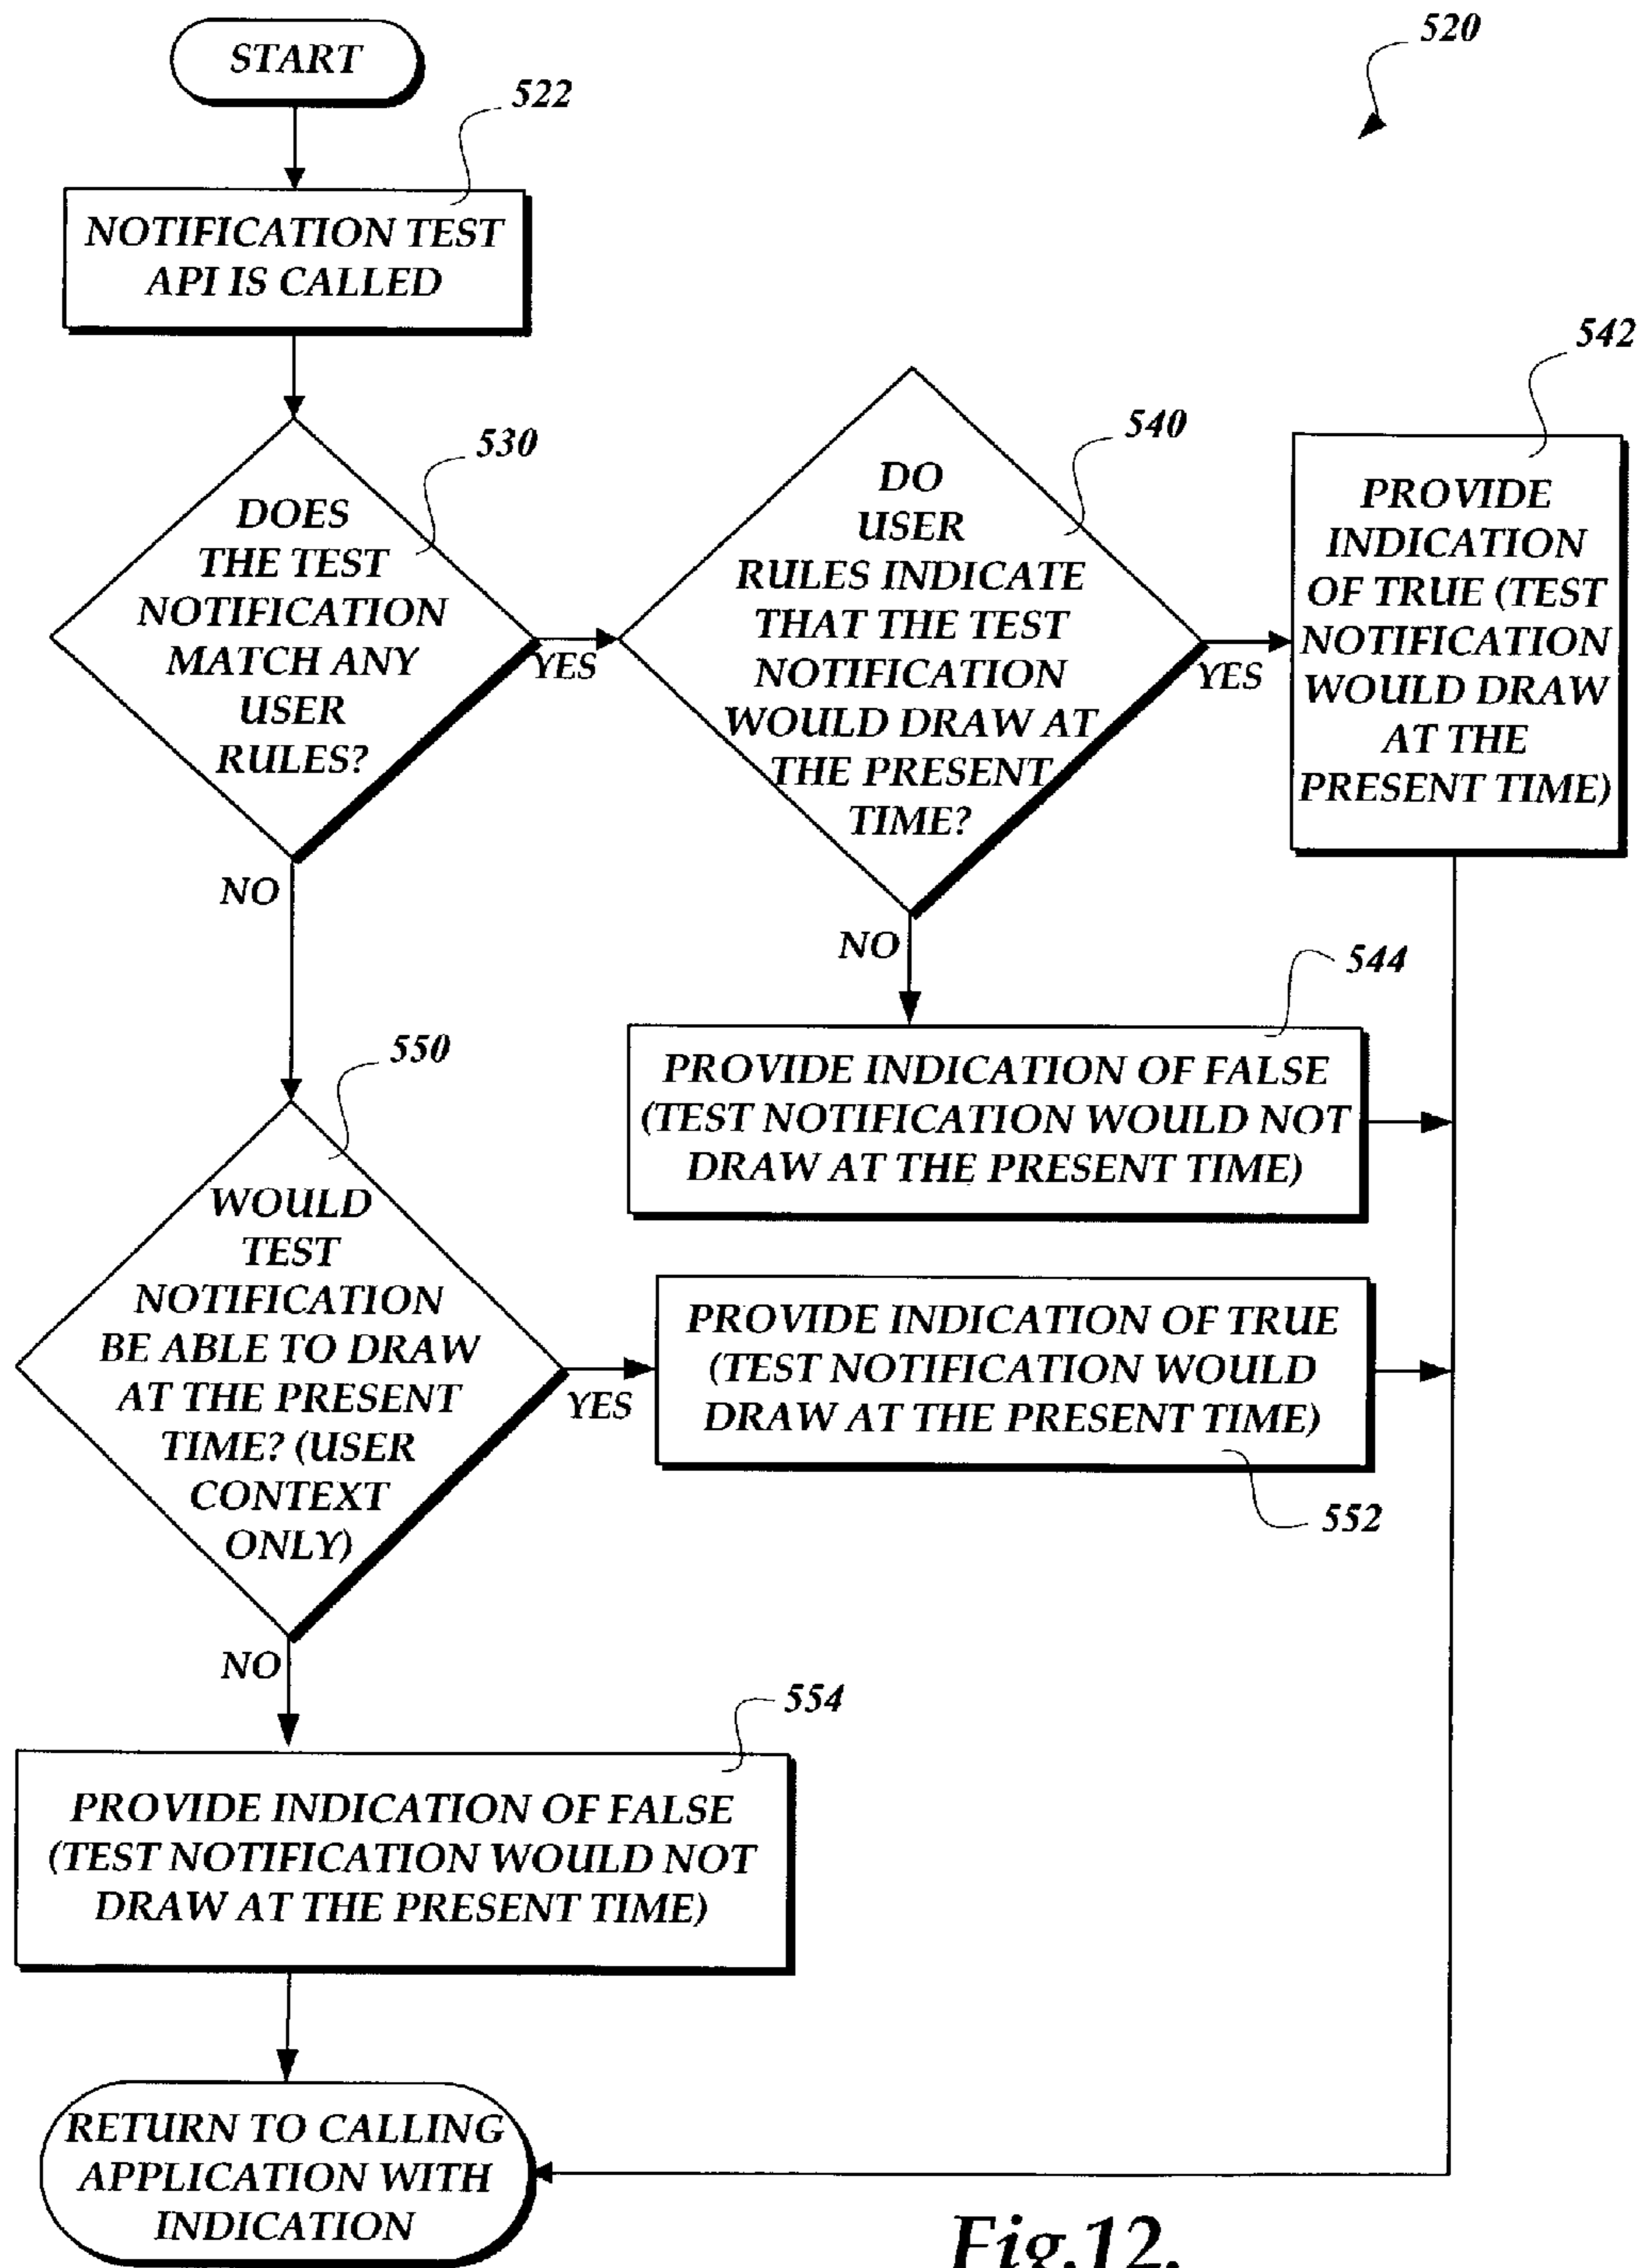 520
START
522
NOTIFICATION TEST
API IS CALLED
530
DOES
THE TEST
NOTIFICATION
MATCH ANY
USER
RULES?
YES
NO
540
DO
USER
RULES INDICATE
THAT THE TEST
NOTIFICATION
WOULD DRAW AT
THE PRESENT
TIME?
YES
NO
542
PROVIDE
INDICATION
OF TRUE (TEST
NOTIFICATION
WOULD DRAW
AT THE
PRESENT TIME)
544
PROVIDE INDICATION OF FALSE
(TEST NOTIFICATION WOULD NOT
DRAW AT THE PRESENT TIME)
550
WOULD
TEST
NOTIFICATION
BE ABLE TO DRAW
AT THE PRESENT
TIME? (USER
CONTEXT
ONLY)
YES
NO
PROVIDE INDICATION OF TRUE
(TEST NOTIFICATION WOULD
DRAW AT THE PRESENT TIME)
552
554
PROVIDE INDICATION OF FALSE
(TEST NOTIFICATION WOULD NOT
DRAW AT THE PRESENT TIME)
RETURN TO CALLING
APPLICATION WITH
INDICATION
Fig.12.